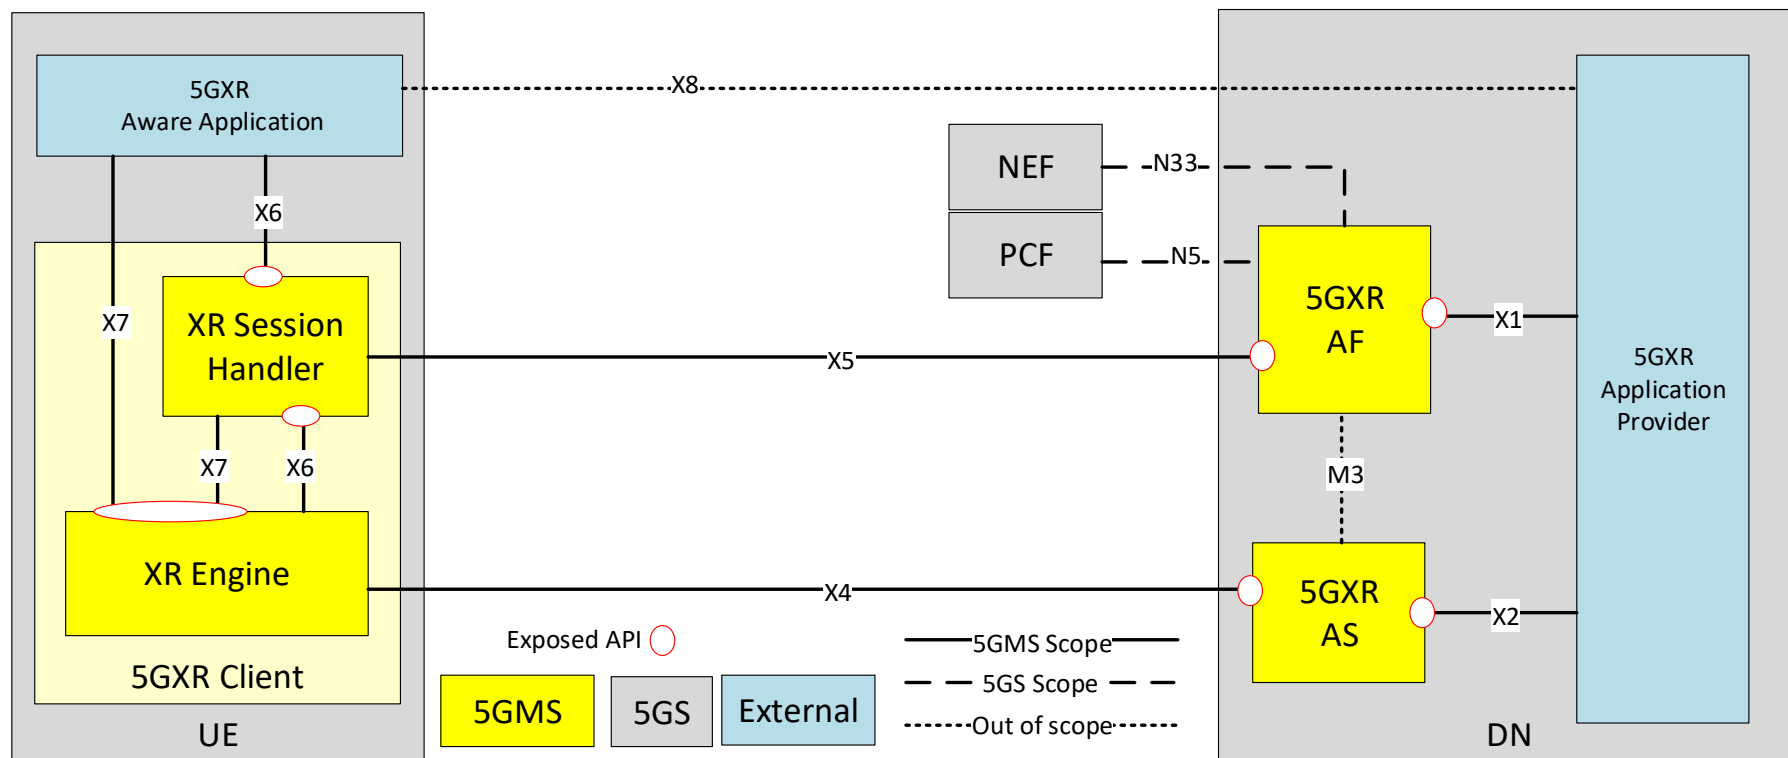 5GXR
Aware Application
X8
NEF
N33
X6
PCF
N5
XR Session
Handler
X7
5GXR
AF
X1
X5
5GXR
Application
Provider
X7
X6
M3
XR Engine
X4
5GXR
AS
X2
5GXR Client
UE
Exposed API
5GMS
5GS
External
5GMS Scope
5GS Scope
Out of scope
DN